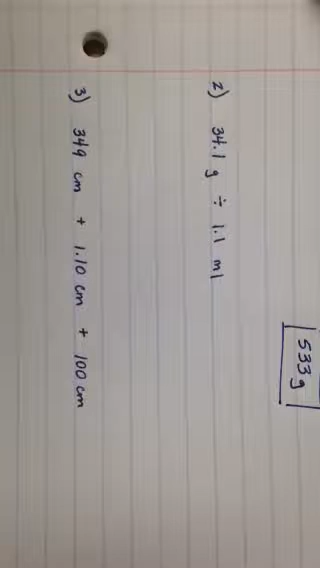 533 g
2) 34.1 g ÷ 1.1 ml
3) 349 cm + 1.10 cm + 100 cm